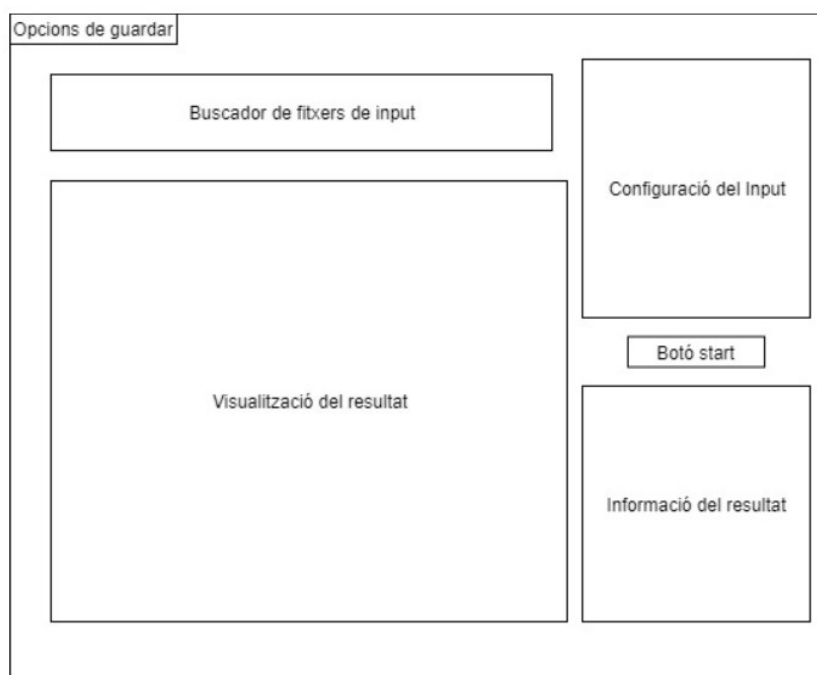 Opcions de guardar
Buscador de fitxers de input
Configuració del Input
Botó start
Visualització del resultat
Informació del resultat